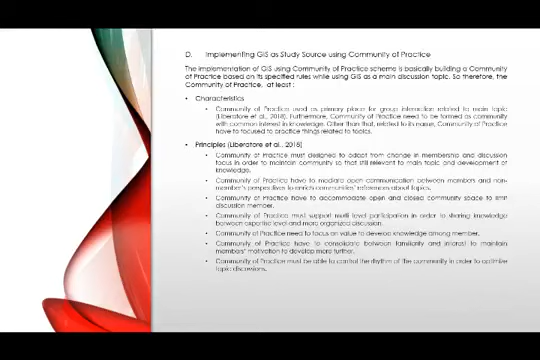 D. Implementing GIS as Study Source using Community of Practice
The implementation of GIS using Community of Practice scheme is basically building a Community
of Practice based on its specified rules while using GIS as a main discussion topic. So therefore, the
Community of Practice, at least :
• Characteristics
• Community of Practice used as primary place for group interaction related to main topic
(Liberatore et al., 2018). Furthermore, Community of Practice need to be formed as community
with common interest in knowledge. Other than that, related to its name, Community of Practice
have to focused to practice things related to topics.
• Principles (Liberatore et al., 2018)
• Community of Practice must designed to adapt from change in membership and discussion
focus in order to maintain community so that still relevant to main topic and development of
knowledge.
• Community of Practice have to mediate open communication between members and non-
member's perspectives to enrich communities' references about topics.
• Community of Practice have to accommodate open and closed community space to limit
discussion member.
• Community of Practice must support multi level participation in order to sharing knowledge
between expertise level and more organized discussion.
• Community of Practice need to focus on value to develop knowledge among member.
• Community of Practice have to consolidate between familiarity and interest to maintain
members' motivation to develop more further.
• Community of Practice must be able to control the rhythm of the community in order to optimize
topic discussions.